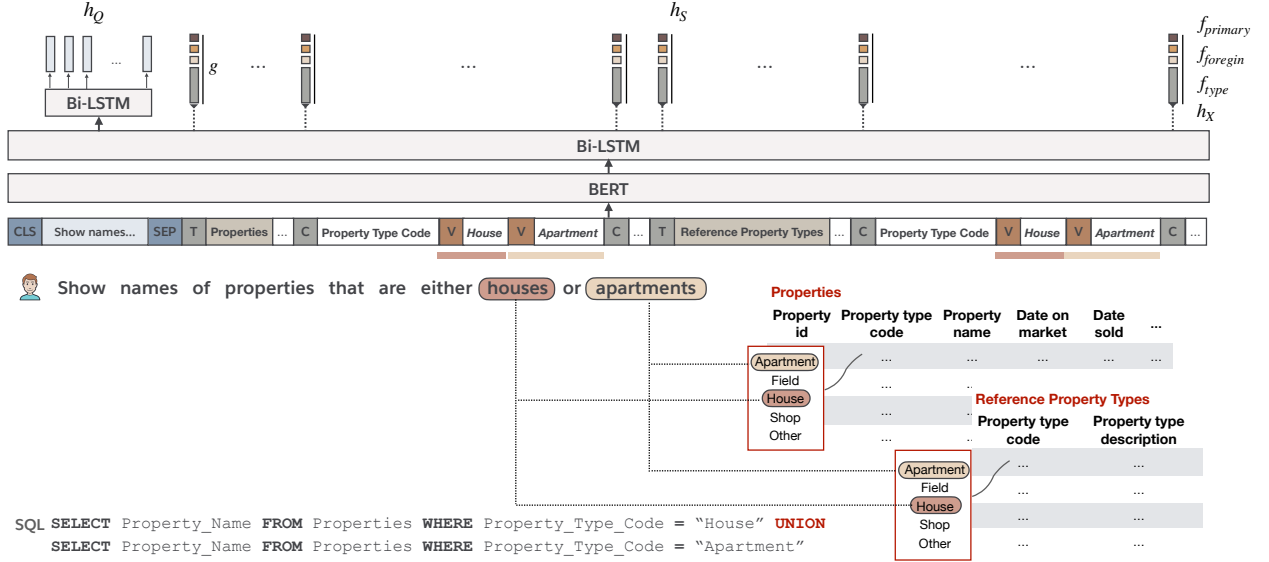 h_Q
h_S
f_primary
f_foregin
f_type
h_X
g
... ... ... ... ... ...
Bi-LSTM
Bi-LSTM
BERT
CLS Show names... SEP T Properties ... C Property Type Code V House V Apartment C ... T Reference Property Types ... C Property Type Code V House V Apartment C ...
Show names of properties that are either houses or apartments
Properties
Property id Property type code Property name Date on market Date sold ...
... ... ... ... ...
Apartment
Field
House
Shop
Other
... ..
... ..
... ..
Reference Property Types
Property type code Property type description
... ...
... ...
... ...
... ...
Apartment
Field
House
Shop
Other
... ...
SQL SELECT Property_Name FROM Properties WHERE Property_Type_Code = “House” UNION
SELECT Property_Name FROM Properties WHERE Property_Type_Code = “Apartment”